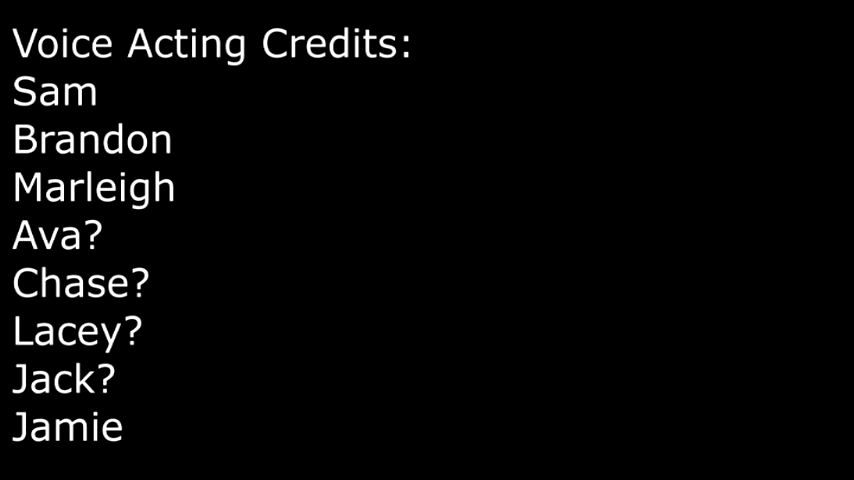 Voice Acting Credits:
Sam
Brandon
Marleigh
Ava?
Chase?
Lacey?
Jack?
Jamie